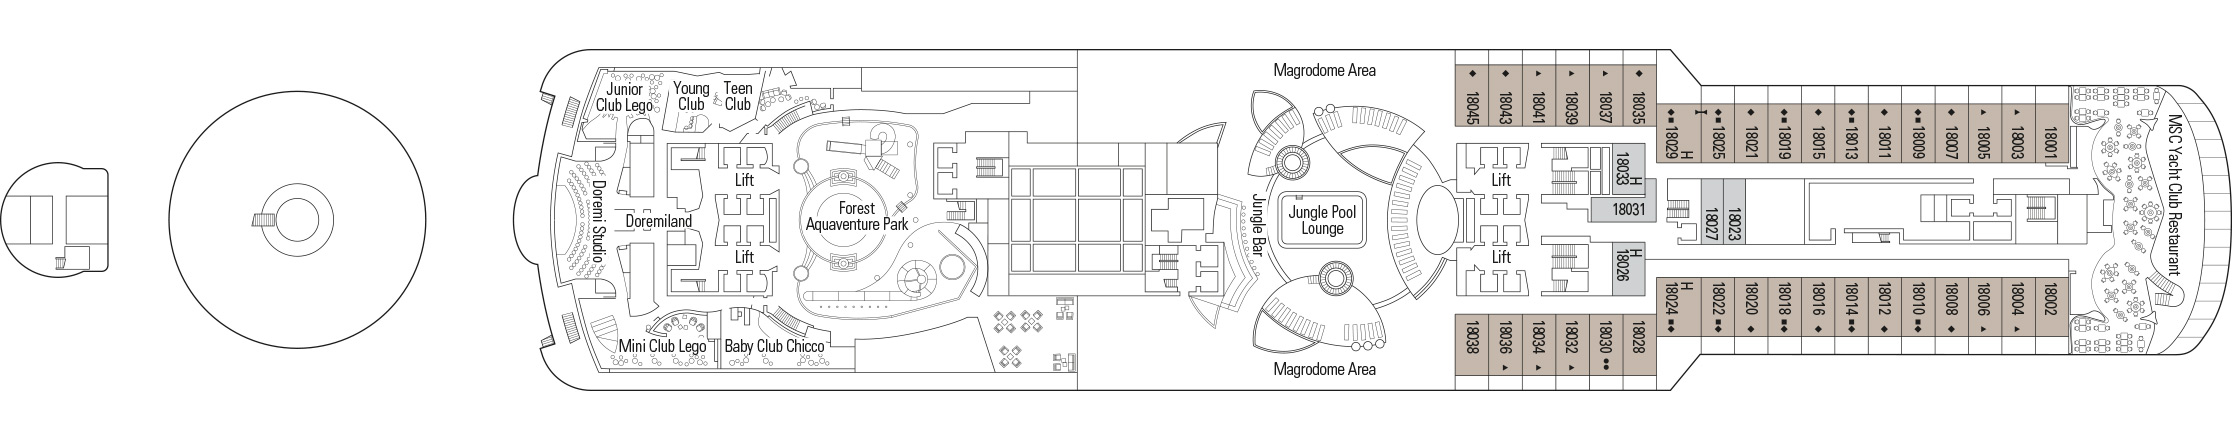 Junior
Club Lego
Young
Club
Teen
Club
Doremi Studio
Doremiland
Lift
Lift
Forest
Aquaventure Park
Mini Club Lego
Baby Club Chicco
Magrodome Area
Jungle Bar
Jungle Pool
Lounge
Magrodome Area
Lift
Lift
18045
18043
18041
18039
18037
18035
18029
H
18025
18021
18019
18015
18013
18011
18009
18007
18005
18003
18001
18033
H
18031
18027
18023
H
18026
18024
H
18022
18020
18018
18016
18014
18012
18010
18008
18006
18004
18002
18038
18036
18034
18032
18030
18028
MSC Yacht Club Restaurant